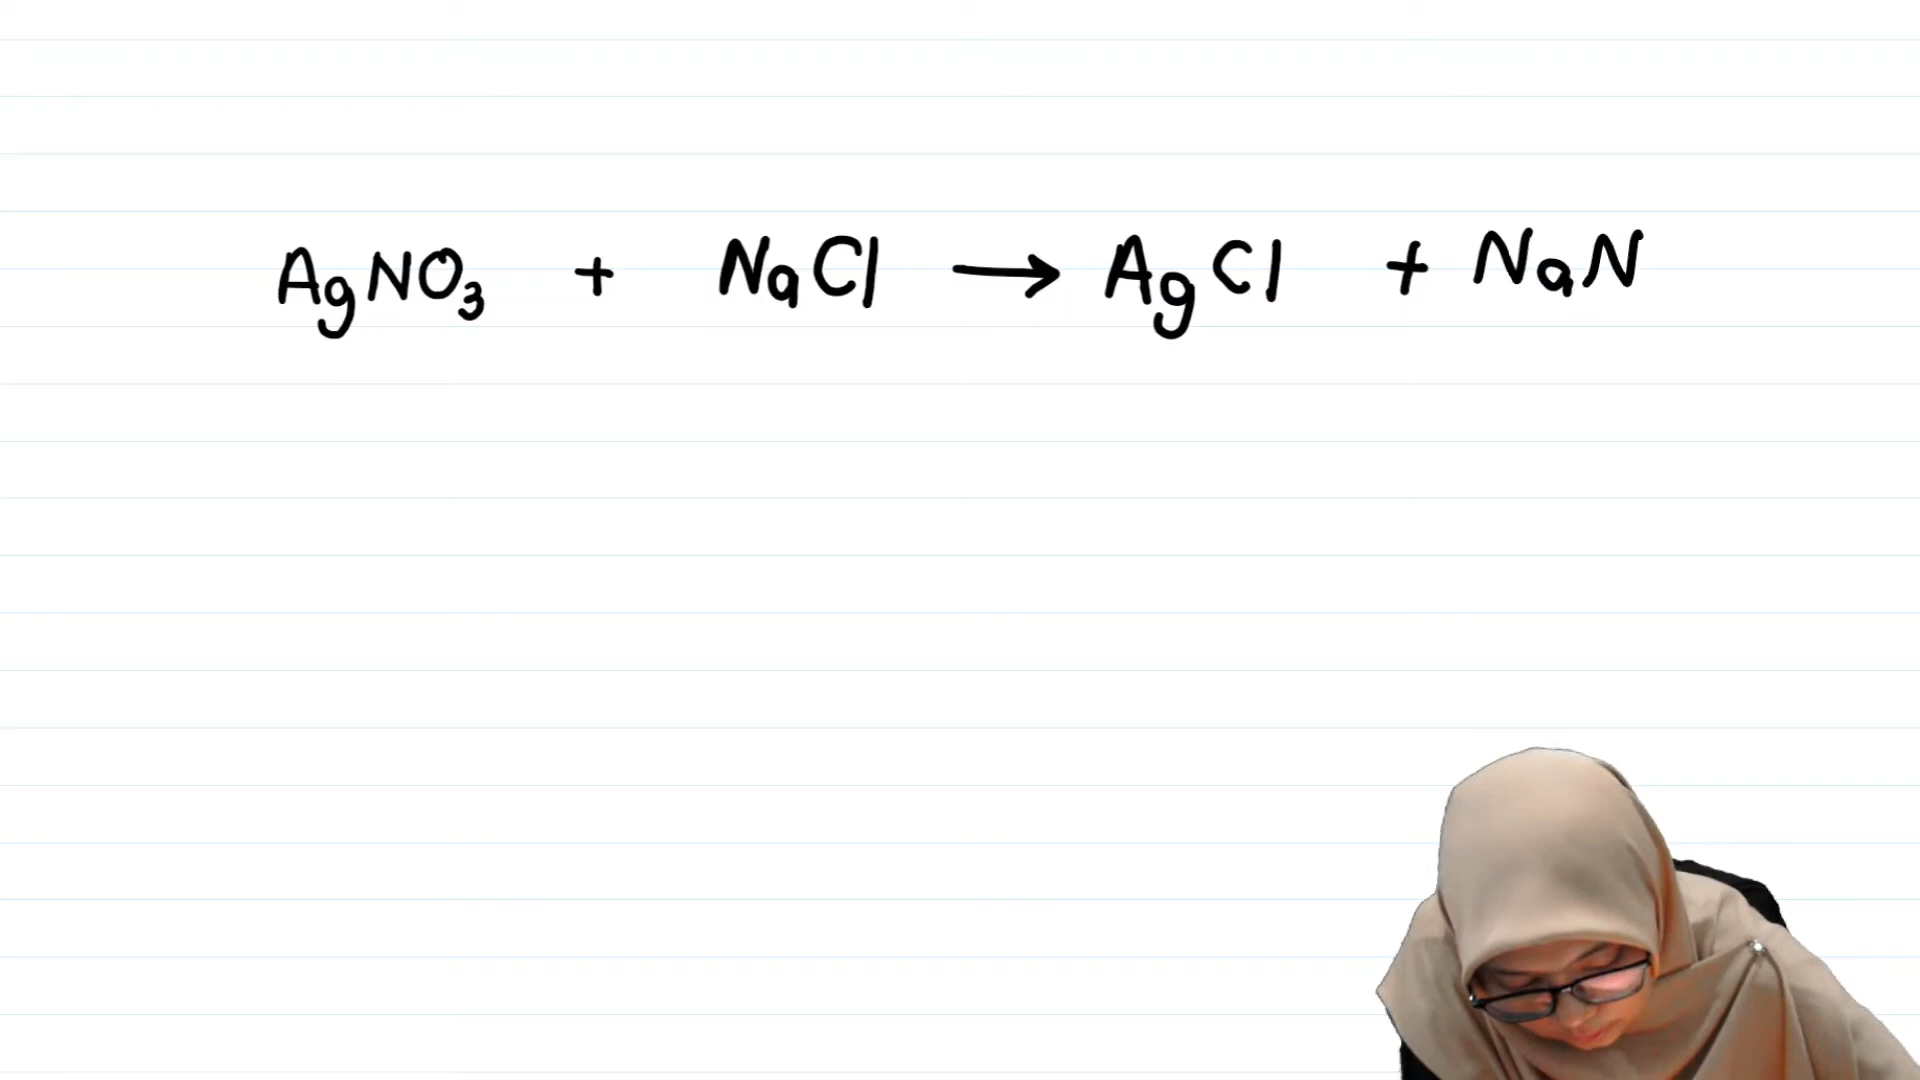 AgNO₃ + NaCl → AgCl + NaN